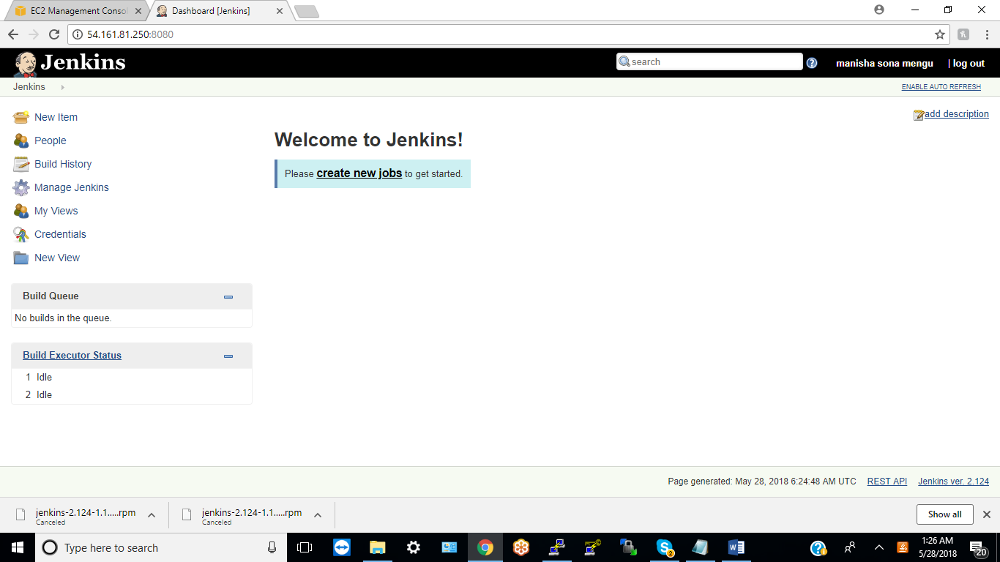 EC2 Management Consol
Dashboard [Jenkins]
54.161.81.250:8080
Jenkins
search
manisha sona mengu
| log out
Jenkins
ENABLE AUTO REFRESH
New Item
People
Build History
Manage Jenkins
My Views
Credentials
New View
add description
Welcome to Jenkins!
Please create new jobs to get started.
Build Queue
No builds in the queue.
Build Executor Status
1 Idle
2 Idle
Page generated: May 28, 2018 6:24:48 AM UTC
REST API
Jenkins ver. 2.124
jenkins-2.124-1.1.....rpm
Canceled
jenkins-2.124-1.1.....rpm
Canceled
Show all
Type here to search
2
1:26 AM
5/28/2018
20